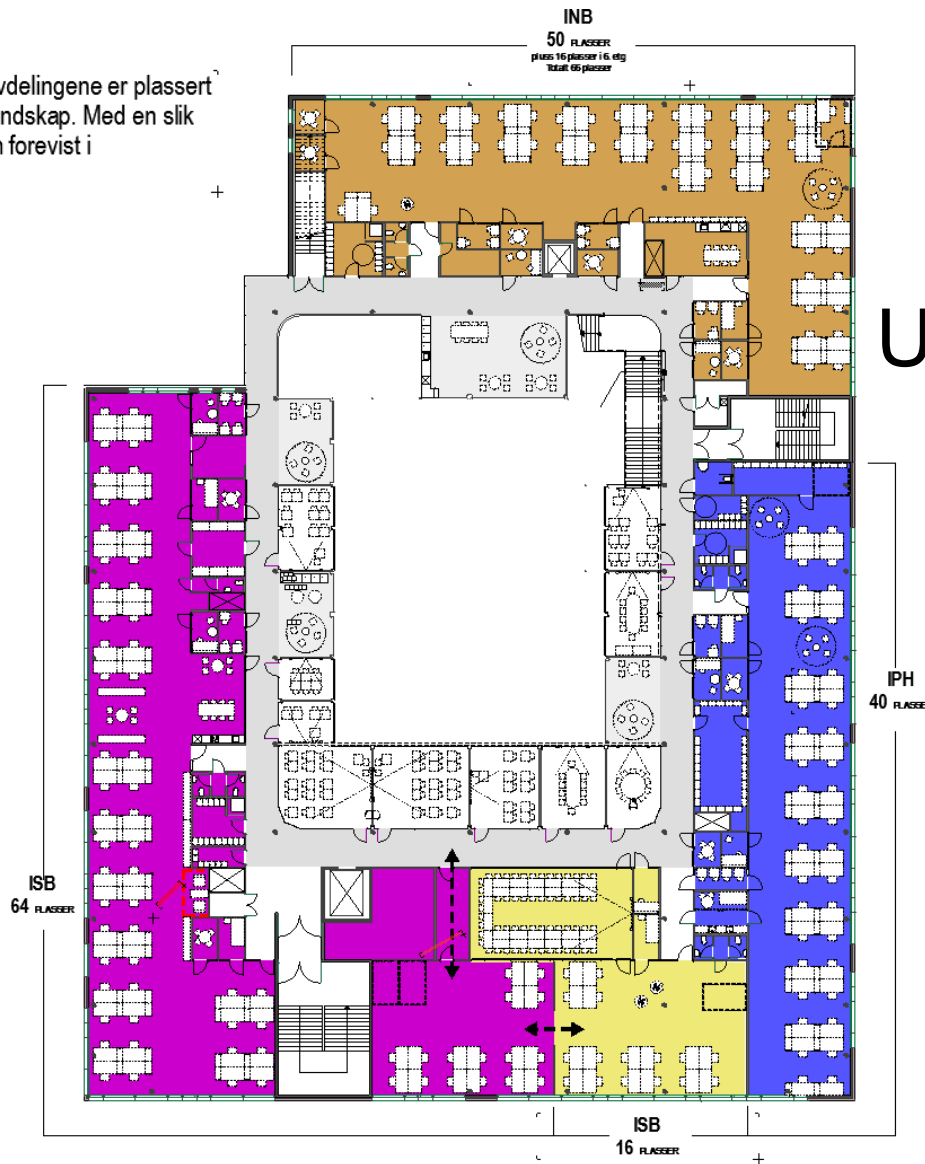 INB
50 PLASSER
pluss 16 plasser i 6. etg
Totalt 66 plasser
vdelingene er plassert
ndskap. Med en slik
n forevist i
U
IPH
40 PLASSER
ISB
64 PLASSER
ISB
16 PLASSER